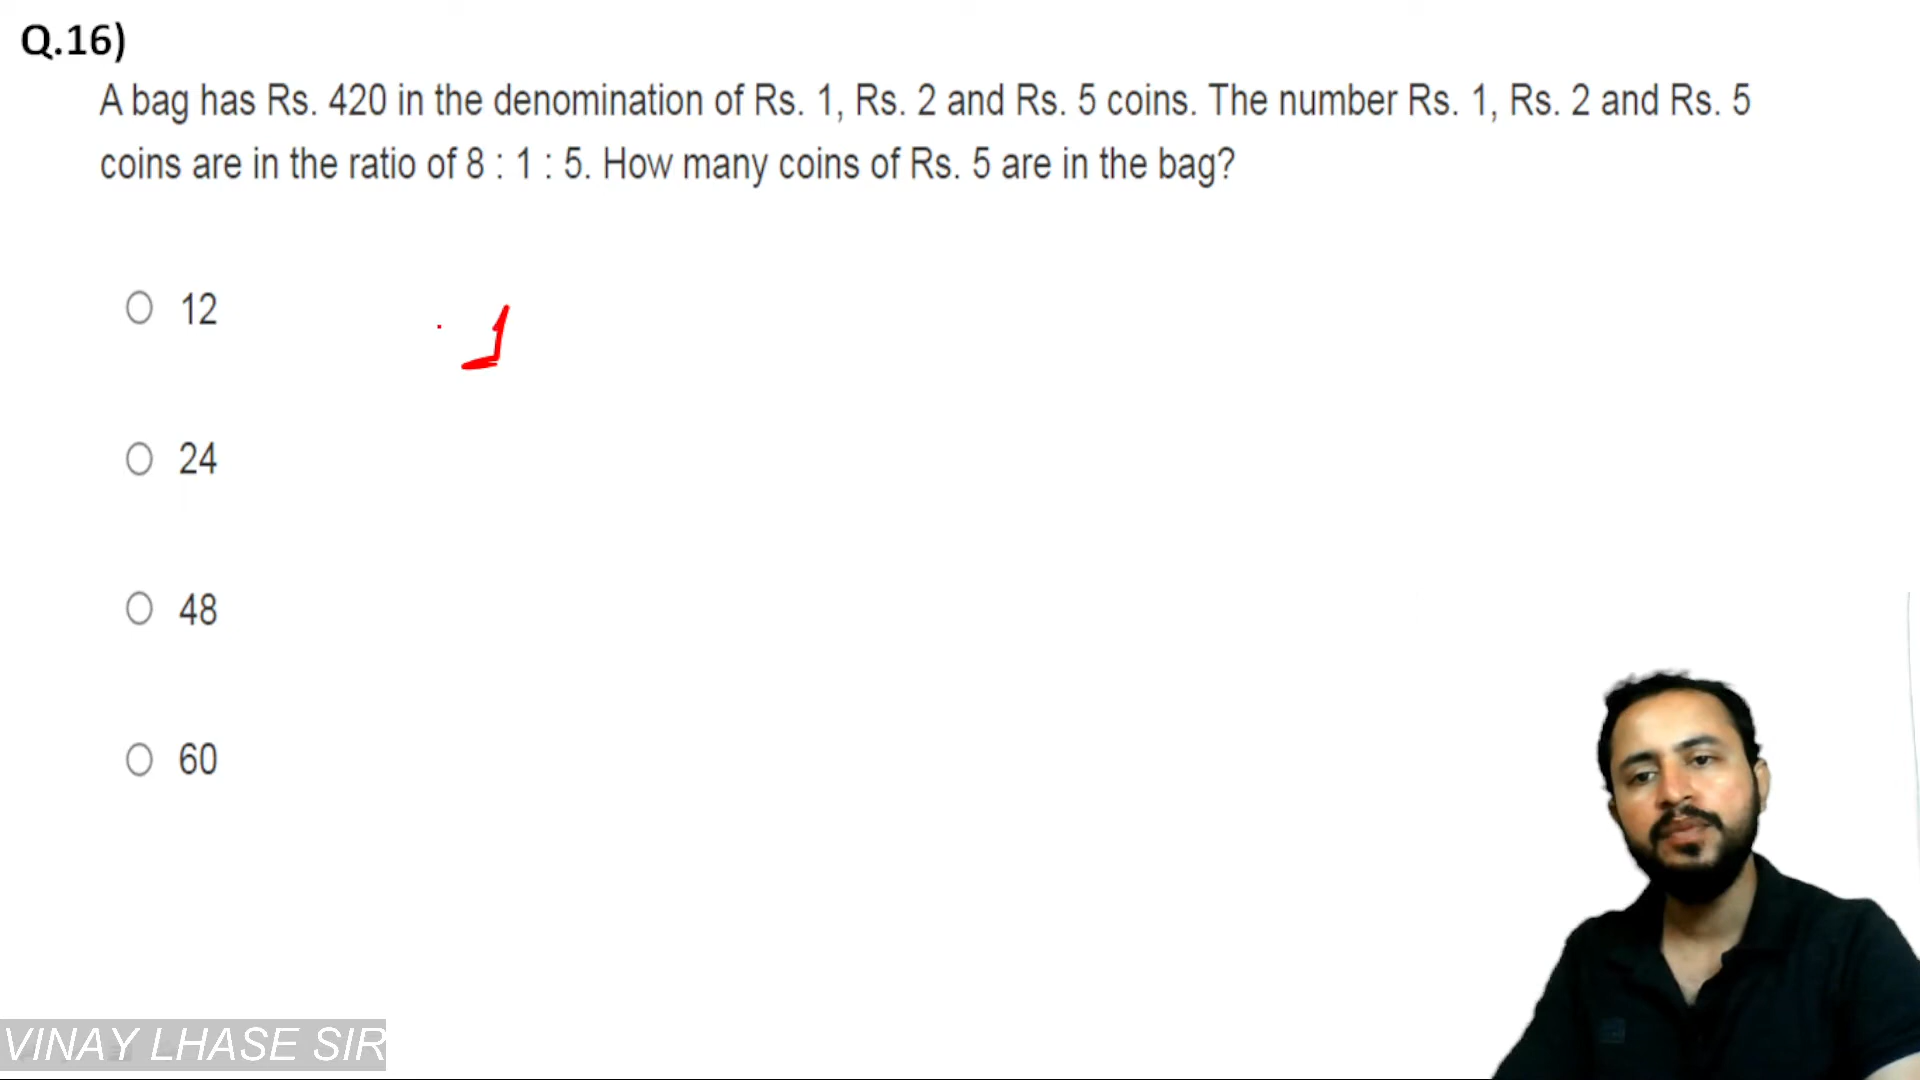 Q.16)
A bag has Rs. 420 in the denomination of Rs. 1, Rs. 2 and Rs. 5 coins. The number Rs. 1, Rs. 2 and Rs. 5
coins are in the ratio of 8 : 1 : 5. How many coins of Rs. 5 are in the bag?
12
1
24
48
60
VINAY LHASE SIR